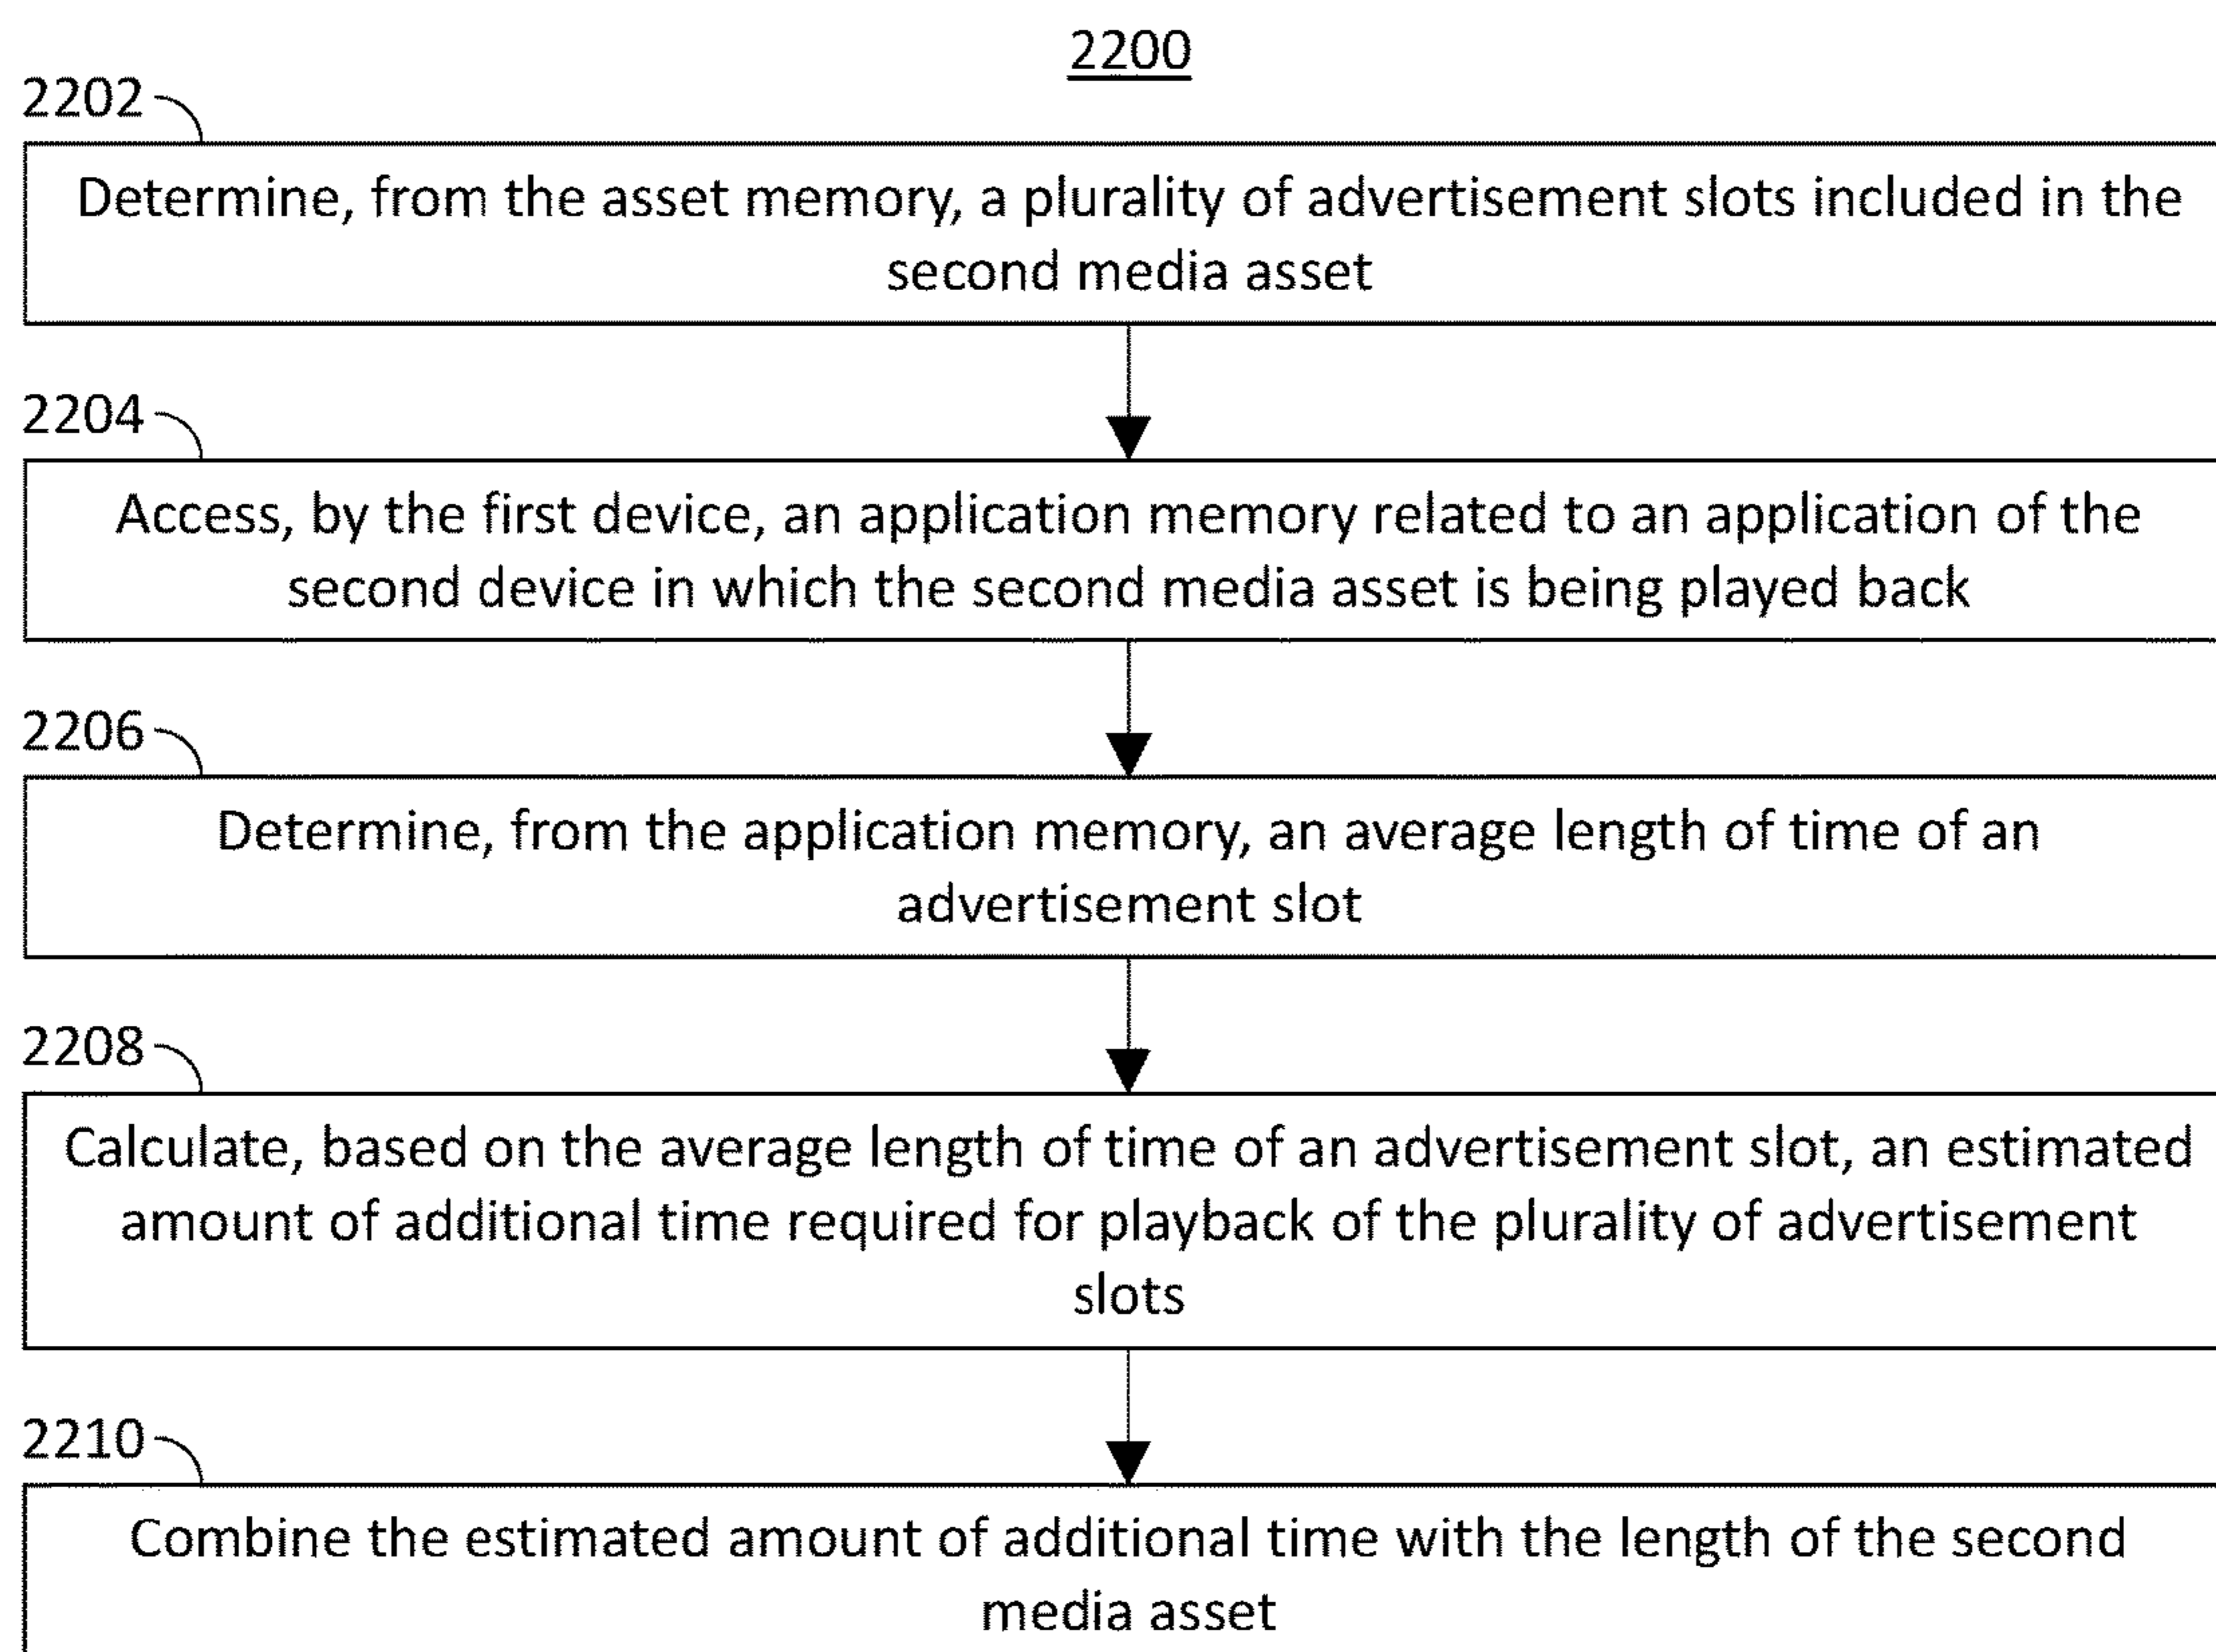 2200
2202
Determine, from the asset memory, a plurality of advertisement slots included in the
second media asset
2204
Access, by the first device, an application memory related to an application of the
second device in which the second media asset is being played back
2206
Determine, from the application memory, an average length of time of an
advertisement slot
2208
Calculate, based on the average length of time of an advertisement slot, an estimated
amount of additional time required for playback of the plurality of advertisement
slots
2210
Combine the estimated amount of additional time with the length of the second
media asset